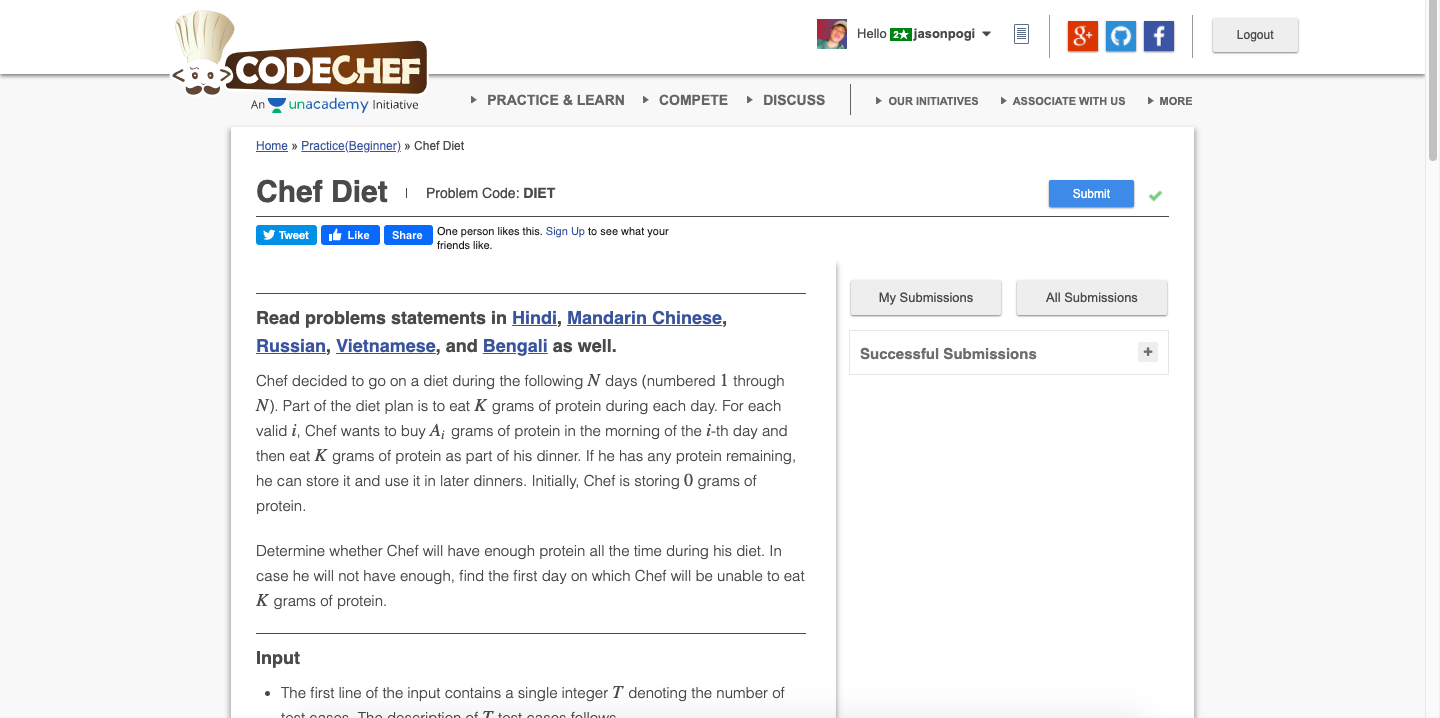 CODECHEF
An unacademy Initiative
Hello 2★ jasonpogi
Logout
PRACTICE & LEARN COMPETE DISCUSS OUR INITIATIVES ASSOCIATE WITH US MORE
Home » Practice(Beginner) » Chef Diet
Chef Diet Problem Code: DIET Submit
Tweet Like Share One person likes this. Sign Up to see what your
friends like.
My Submissions All Submissions
Successful Submissions +
Read problems statements in Hindi, Mandarin Chinese,
Russian, Vietnamese, and Bengali as well.
Chef decided to go on a diet during the following N days (numbered 1 through
N). Part of the diet plan is to eat K grams of protein during each day. For each
valid i, Chef wants to buy A_i grams of protein in the morning of the i-th day and
then eat K grams of protein as part of his dinner. If he has any protein remaining,
he can store it and use it in later dinners. Initially, Chef is storing 0 grams of
protein.
Determine whether Chef will have enough protein all the time during his diet. In
case he will not have enough, find the first day on which Chef will be unable to eat
K grams of protein.
Input
• The first line of the input contains a single integer T denoting the number of
test cases. The description of T test cases follows.